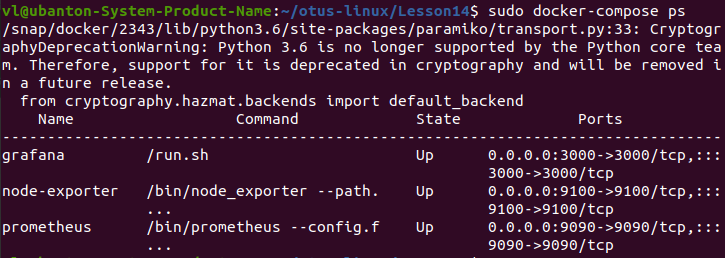 vl@ubanton-System-Product-Name:~/otus-linux/Lesson14$ sudo docker-compose ps
/snap/docker/2343/lib/python3.6/site-packages/paramiko/transport.py:33: Cryptogr
aphyDeprecationWarning: Python 3.6 is no longer supported by the Python core tea
m. Therefore, support for it is deprecated in cryptography and will be removed i
n a future release.
  from cryptography.hazmat.backends import default_backend
    Name                   Command               State               Ports
--------------------------------------------------------------------------------
grafana         /run.sh                          Up      0.0.0.0:3000->3000/tcp,:::
                                                         3000->3000/tcp
node-exporter   /bin/node_exporter --path.       Up      0.0.0.0:9100->9100/tcp,:::
                ...                                      9100->9100/tcp
prometheus      /bin/prometheus --config.f       Up      0.0.0.0:9090->9090/tcp,:::
                ...                                      9090->9090/tcp